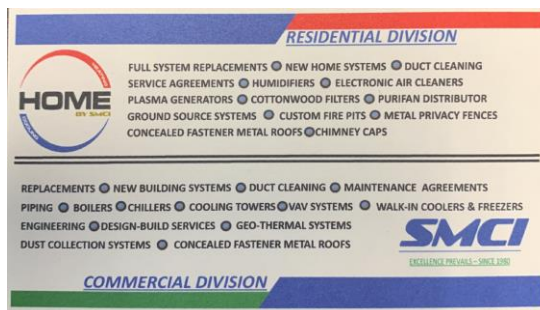 RESIDENTIAL DIVISION
HEATING
HOME
BY SMCI
COOLING
FULL SYSTEM REPLACEMENTS NEW HOME SYSTEMS DUCT CLEANING
SERVICE AGREEMENTS HUMIDIFIERS ELECTRONIC AIR CLEANERS
PLASMA GENERATORS COTTONWOOD FILTERS PURIFAN DISTRIBUTOR
GROUND SOURCE SYSTEMS CUSTOM FIRE PITS METAL PRIVACY FENCES
CONCEALED FASTENER METAL ROOFS CHIMNEY CAPS
REPLACEMENTS NEW BUILDING SYSTEMS DUCT CLEANING MAINTENANCE AGREEMENTS
PIPING BOILERS CHILLERS COOLING TOWERS VAV SYSTEMS WALK-IN COOLERS & FREEZERS
ENGINEERING DESIGN-BUILD SERVICES GEO-THERMAL SYSTEMS
DUST COLLECTION SYSTEMS CONCEALED FASTENER METAL ROOFS
SMCI
EXCELLENCE PREVAILS – SINCE 1980
COMMERCIAL DIVISION